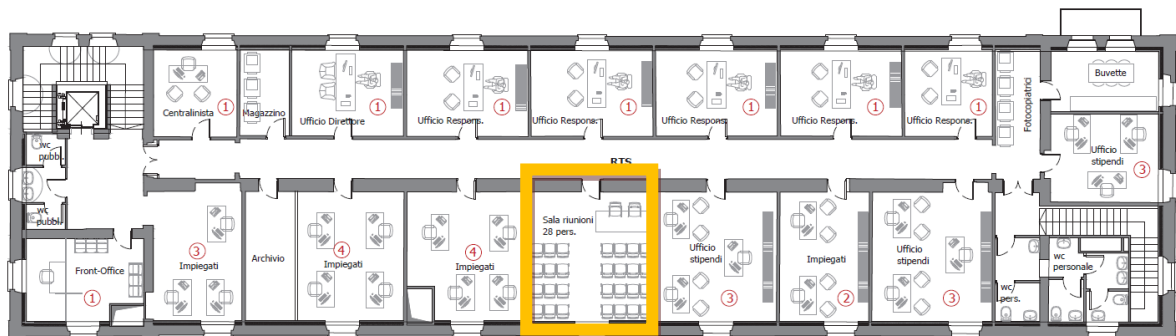 Centralinista
1
Magazzino
Ufficio Direttore
1
Ufficio Respons.
1
Ufficio Respons.
1
Ufficio Respons.
1
Ufficio Respons.
1
Ufficio Respons.
1
Fotocopiatrici
Buvette
wc
pubbl.
wc
pubbl.
RTS
Ufficio
stipendi
3
Front-Office
1
3
Impiegati
Archivio
4
Impiegati
4
Impiegati
Sala riunioni
28 pers.
Ufficio
stipendi
3
Impiegati
2
Ufficio
stipendi
3
wc
pers.
wc
personale